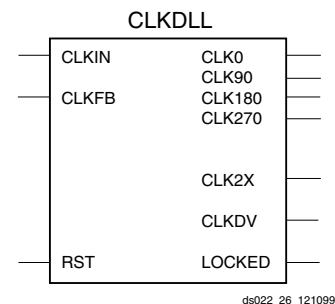 CLKDLL
CLKIN CLK0
CLK90
CLKFB CLK180
CLK270
CLK2X
CLKDV
RST LOCKED
ds022_26_121099